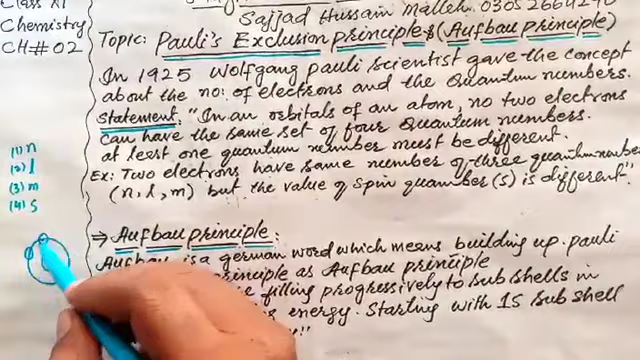 Class XI
Chemistry
CH# 02
Sajjad Hussain Mallah. 0305 2664290
Topic: Pauli's Exclusion principle & (Aufbau principle)
In 1925 Wolfgang pauli scientist gave the concept
about the no: of electrons and the Quantum numbers.
Statement: "In an orbitals of an atom, no two electrons
can have the same set of four Quantum numbers.
at least one quantum number must be different.
Ex: Two electrons have same number of three quantum number
(n, l, m) but the value of spin quamber (s) is different"
(1) n
(2) l
(3) m
(4) s
⇒ Aufbau principle:
Aufbau is a german word which means building up. pauli
principle as Aufbau principle
filling progressively to sub shells in
energy. Starting with 1S sub shell